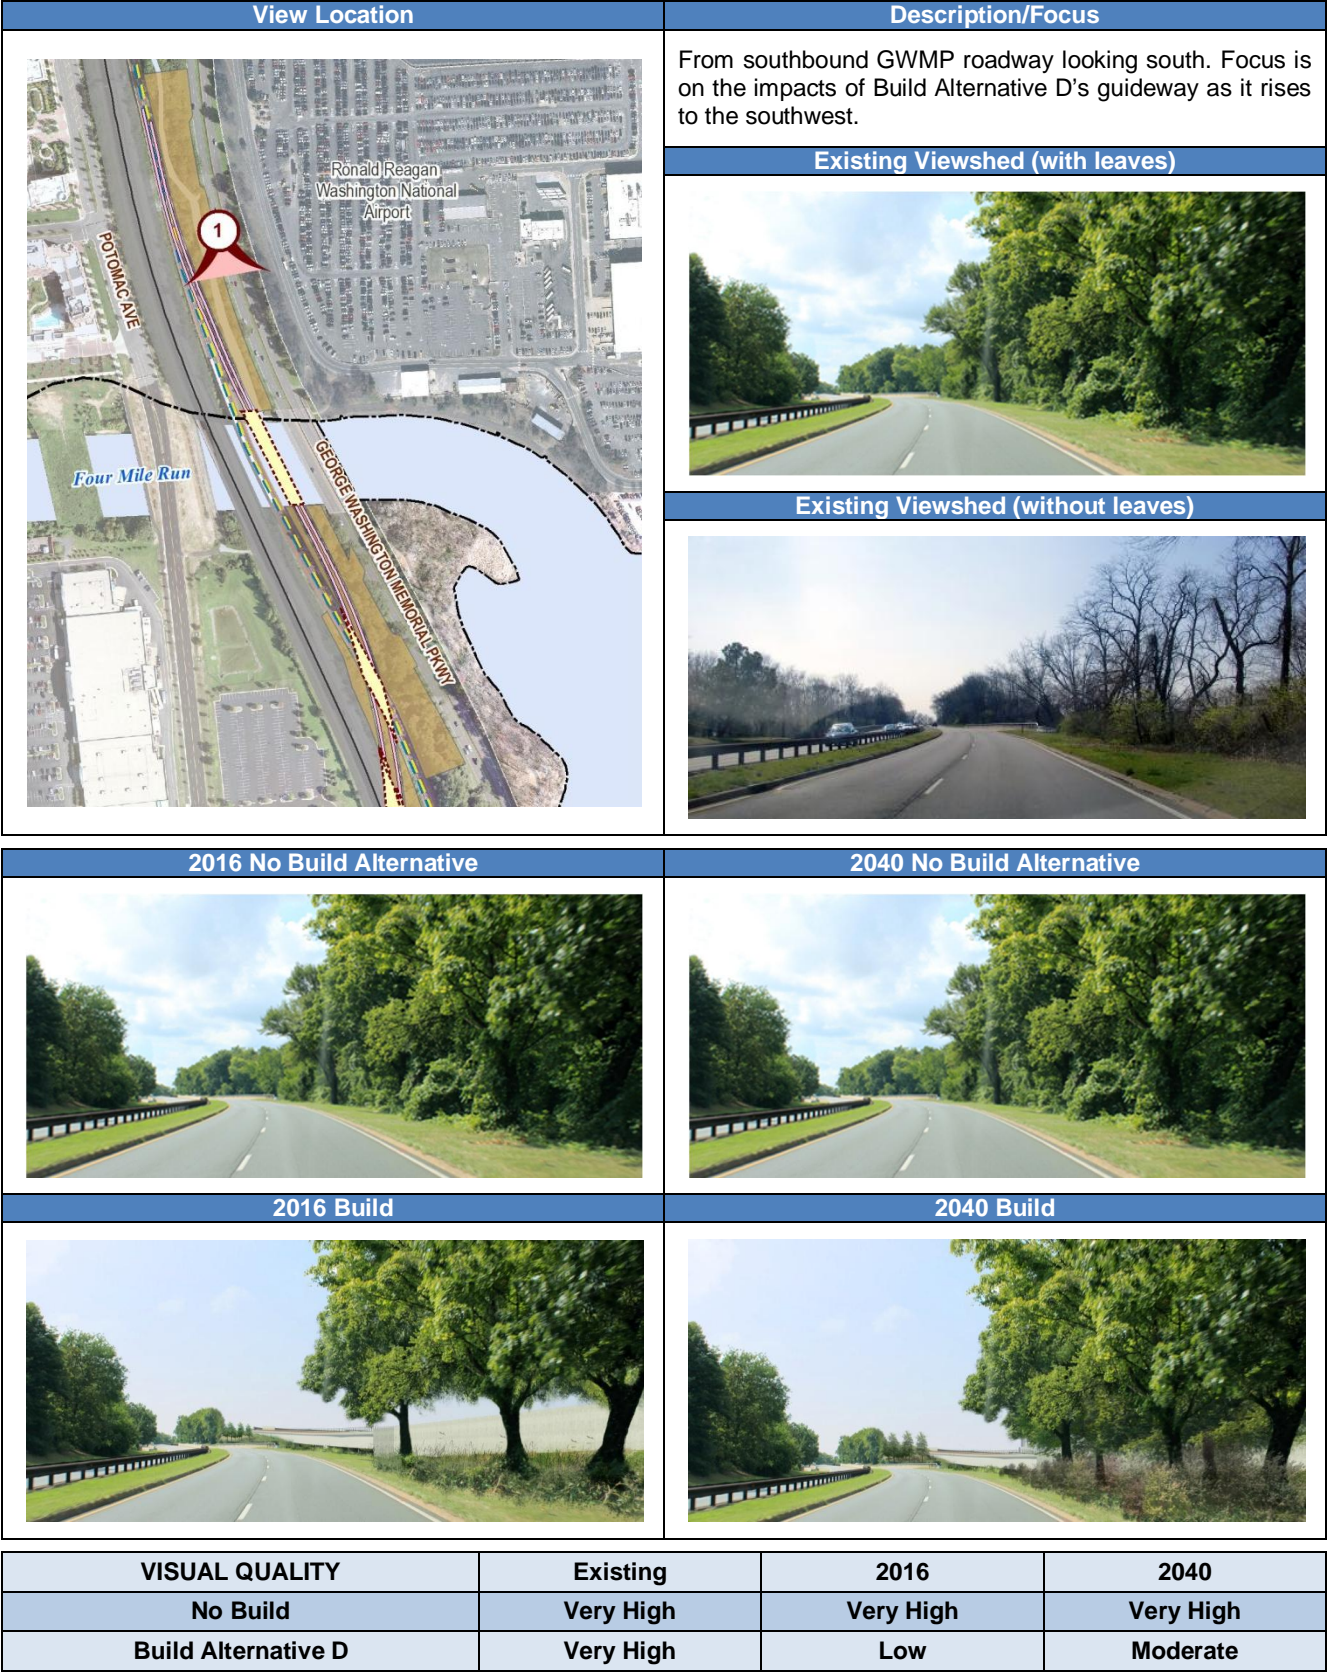 View Location
Description/Focus
From southbound GWMP roadway looking south. Focus is
on the impacts of Build Alternative D's guideway as it rises
to the southwest.
Ronald Reagan
Washington National
Airport
1
POTOMAC AVE
Four Mile Run
GEORGE WASHINGTON MEMORIAL PKWY
Existing Viewshed (with leaves)
Existing Viewshed (without leaves)
2016 No Build Alternative
2040 No Build Alternative
2016 Build
2040 Build
VISUAL QUALITY Existing 2016 2040
No Build Very High Very High Very High
Build Alternative D Very High Low Moderate